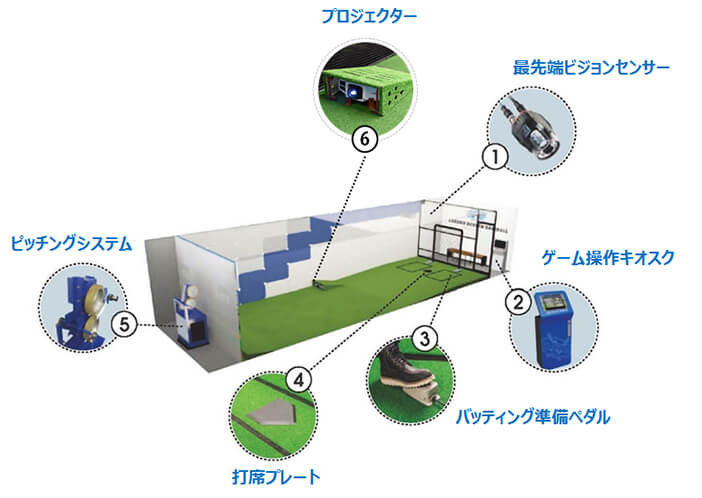 プロジェクター
最先端ビジョンセンサー
⑥
①
ピッチングシステム
ゲーム操作キオスク
②
⑤
③
④
バッティング準備ペダル
打席プレート